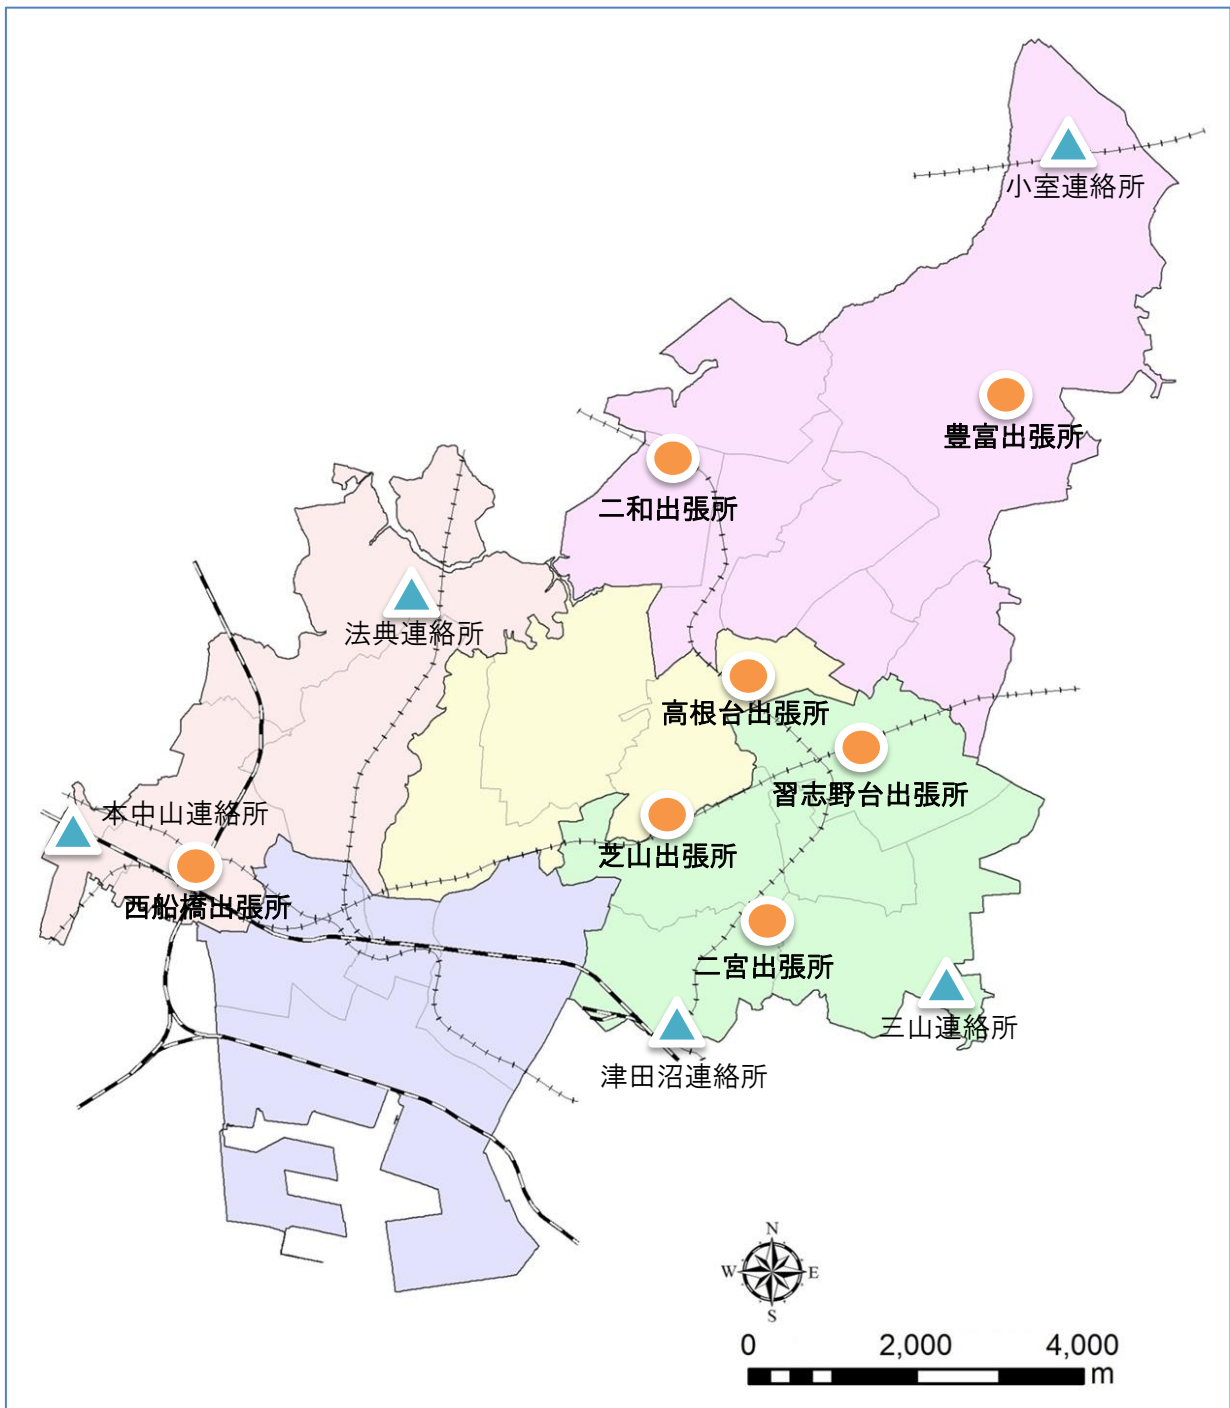 小室連絡所
豊富出張所
二和出張所
法典連絡所
高根台出張所
習志野台出張所
本中山連絡所
芝山出張所
西船橋出張所
二宮出張所
三山連絡所
津田沼連絡所
N
W E
S
0 2,000 4,000
m